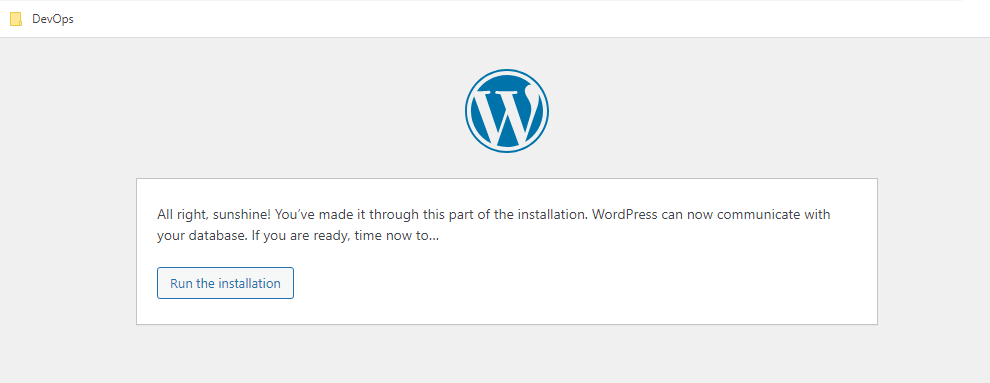 DevOps
All right, sunshine! You’ve made it through this part of the installation. WordPress can now communicate with
your database. If you are ready, time now to…
Run the installation